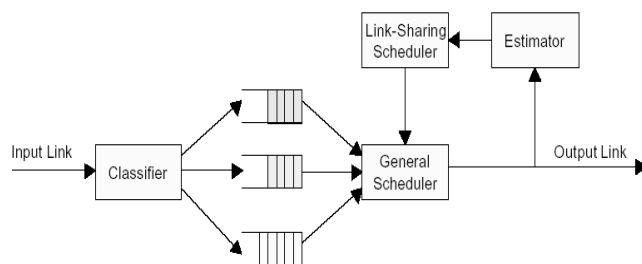 Link-Sharing
Scheduler
Estimator
Input Link
Classifier
General
Scheduler
Output Link